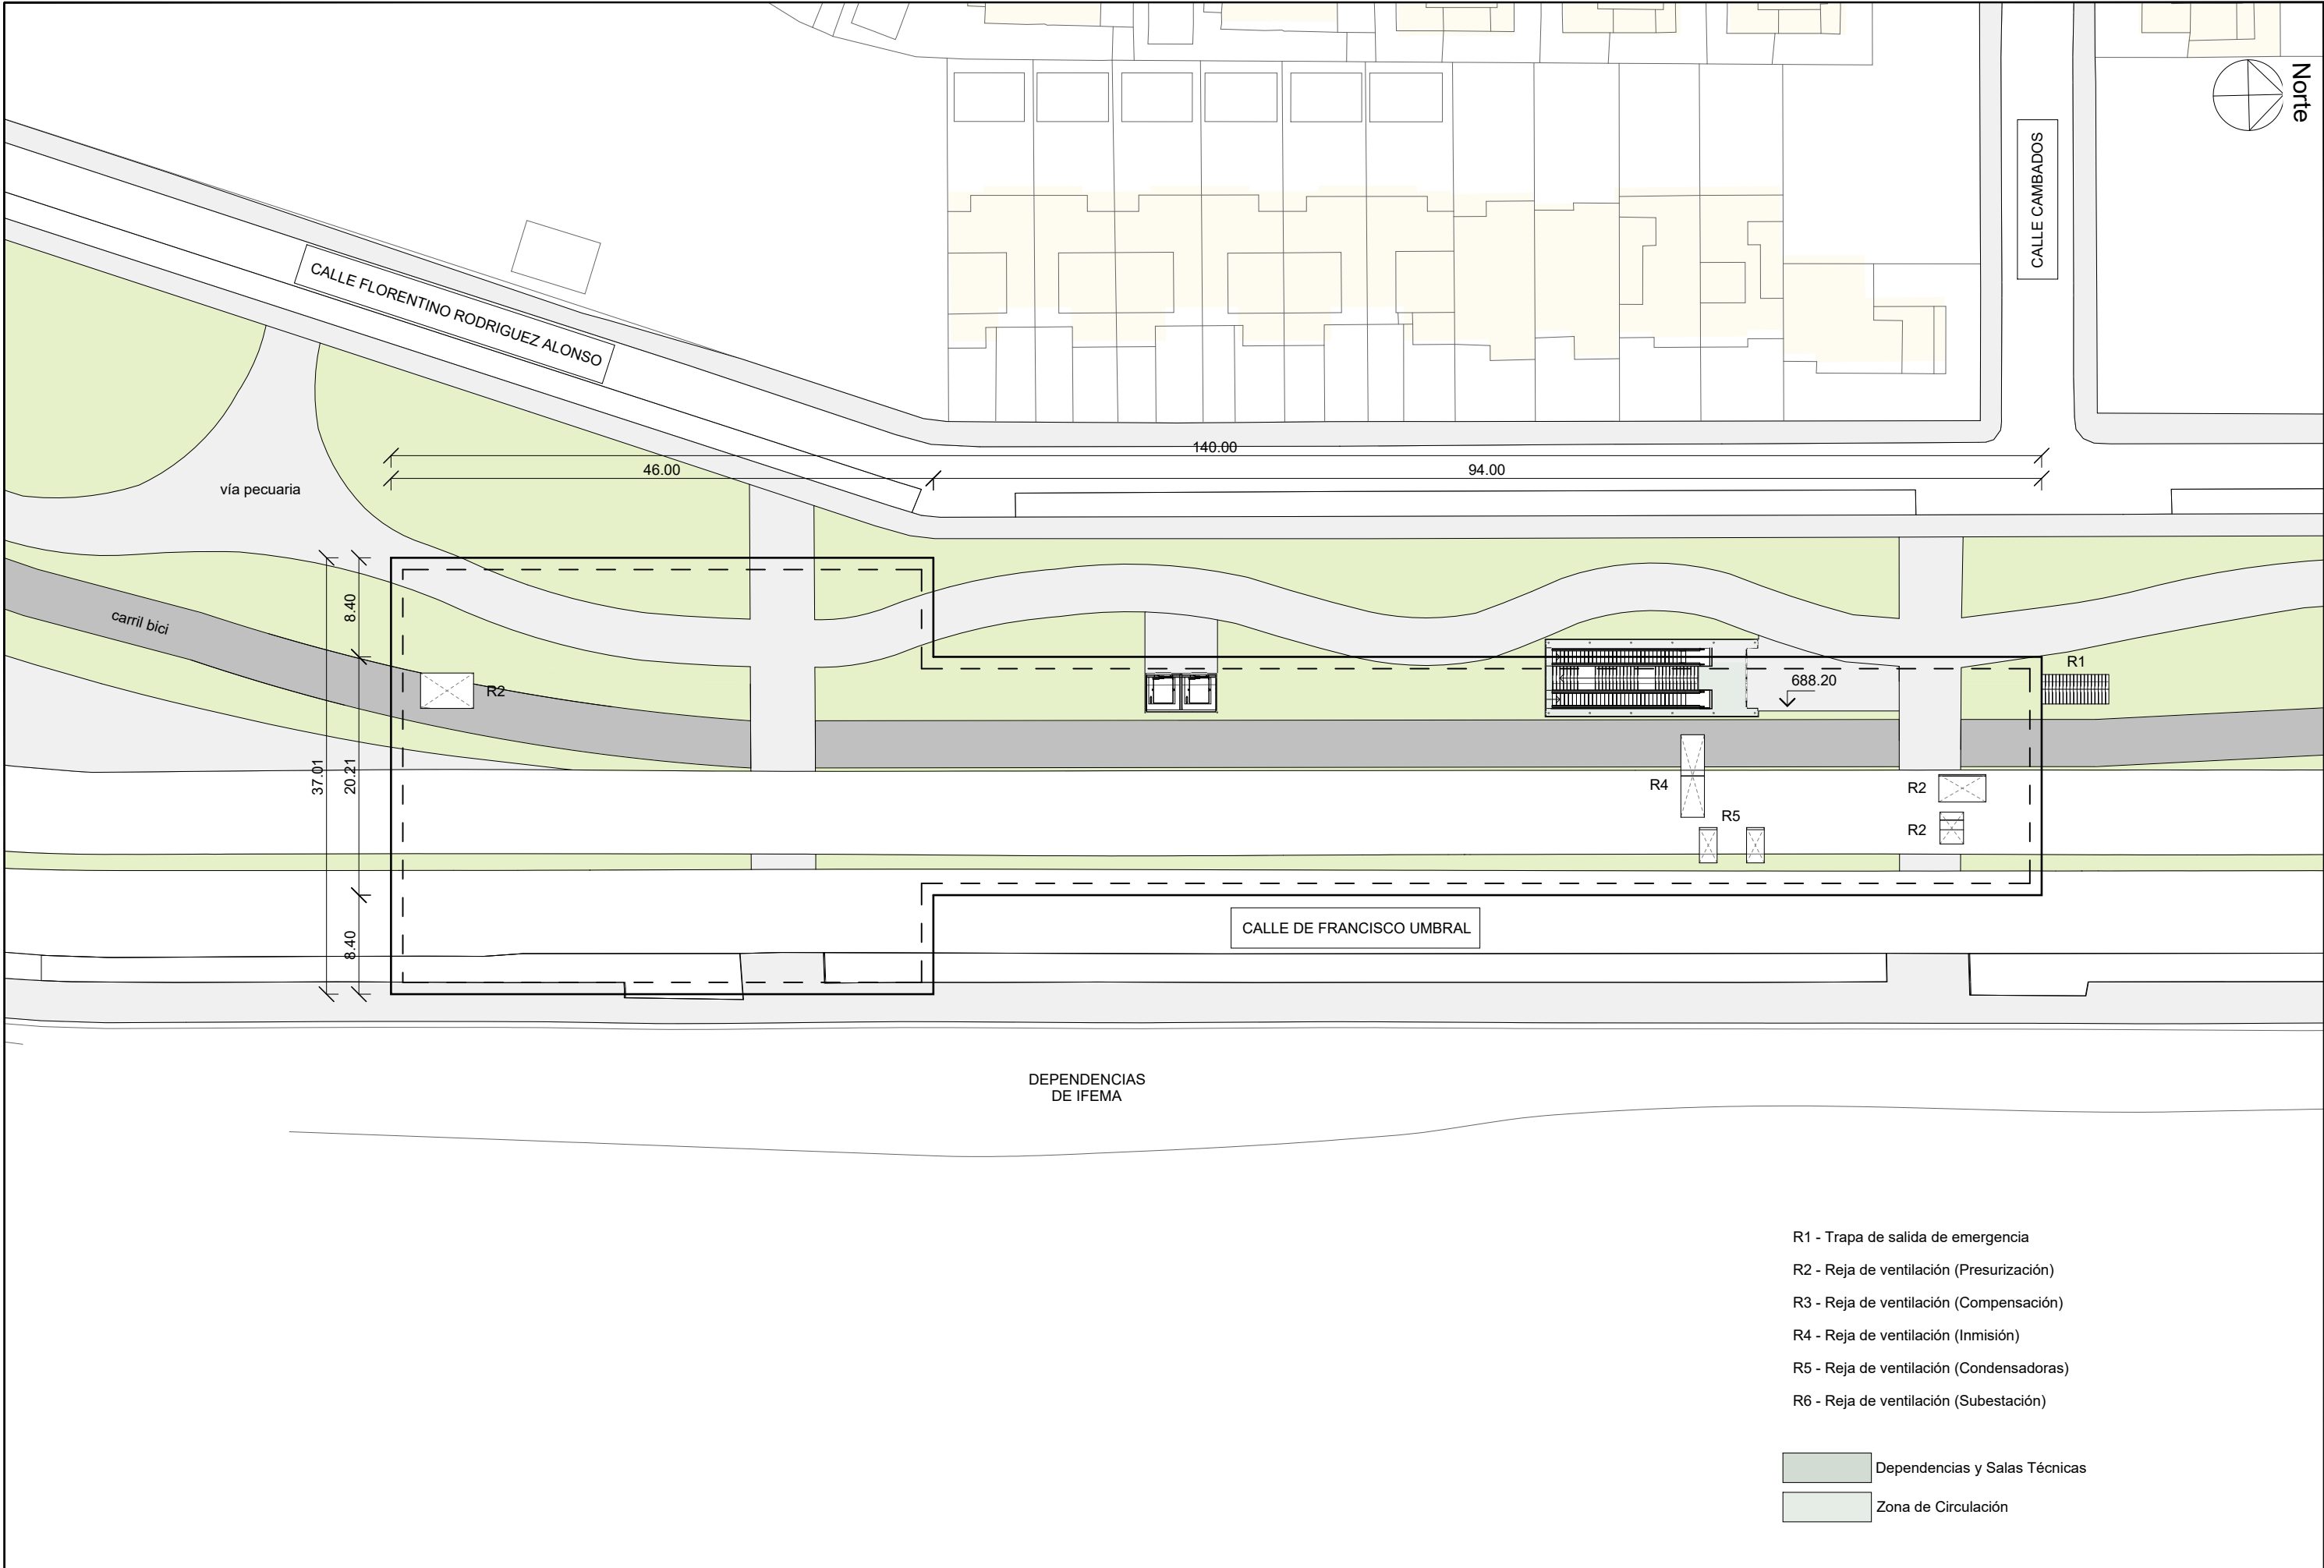 Norte
CALLE CAMBADOS
CALLE FLORENTINO RODRIGUEZ ALONSO
140.00
46.00
94.00
vía pecuaria
carril bici
8.40
R2
688.20
R1
37.01
20.21
R4
R2
R5
R2
8.40
CALLE DE FRANCISCO UMBRAL
DEPENDENCIAS
DE IFEMA
R1 - Trapa de salida de emergencia
R2 - Reja de ventilación (Presurización)
R3 - Reja de ventilación (Compensación)
R4 - Reja de ventilación (Inmisión)
R5 - Reja de ventilación (Condensadoras)
R6 - Reja de ventilación (Subestación)
Dependencias y Salas Técnicas
Zona de Circulación